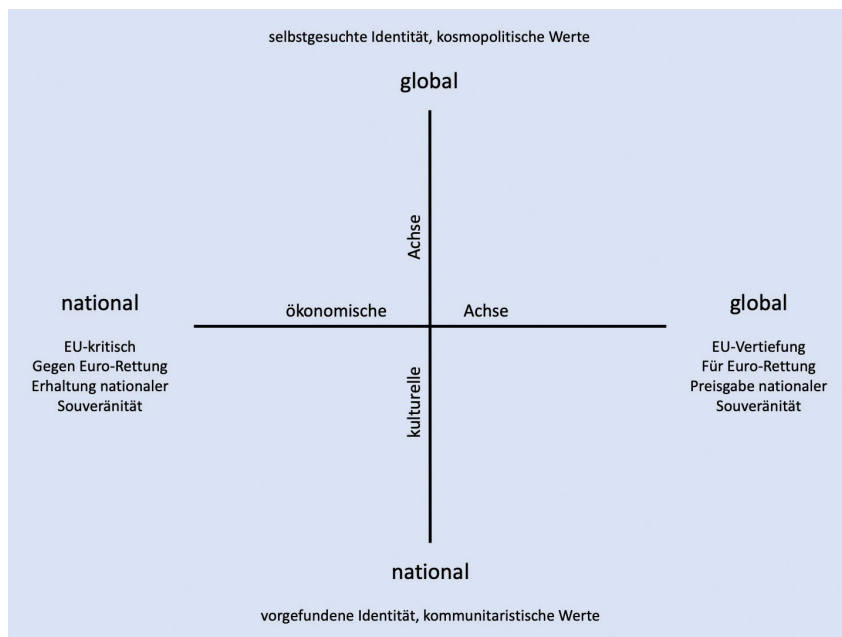 selbstgesuchte Identität, kosmopolitische Werte
global
Achse
national
ökonomische Achse
global
EU-kritisch
Gegen Euro-Rettung
Erhaltung nationaler
Souveränität
EU-Vertiefung
Für Euro-Rettung
Preisgabe nationaler
Souveränität
kulturelle
national
vorgefundene Identität, kommunitaristische Werte